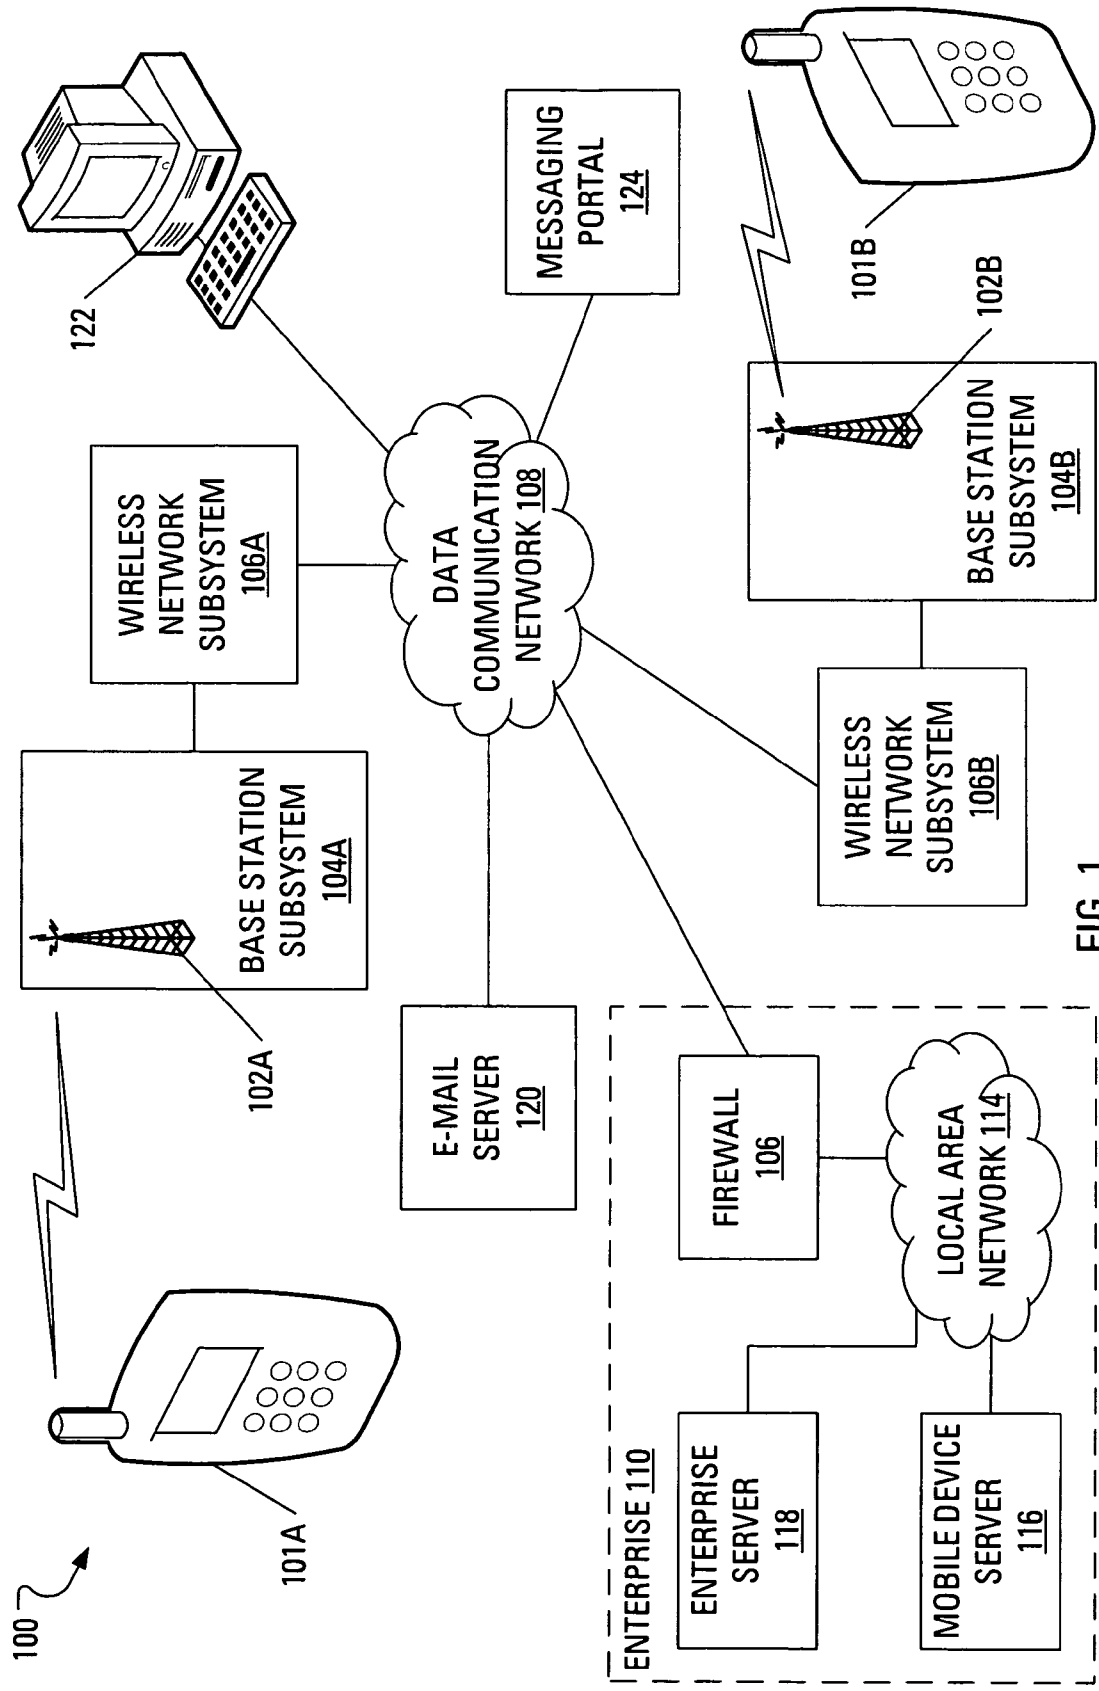 100
101A
102A
BASE STATION
SUBSYSTEM
104A
WIRELESS
NETWORK
SUBSYSTEM
106A
122
E-MAIL
SERVER
120
DATA
COMMUNICATION
NETWORK 108
MESSAGING
PORTAL
124
ENTERPRISE 110
ENTERPRISE
SERVER
118
FIREWALL
106
MOBILE DEVICE
SERVER
116
LOCAL AREA
NETWORK 114
WIRELESS
NETWORK
SUBSYSTEM
106B
BASE STATION
SUBSYSTEM
104B
102B
101B
FIG. 1